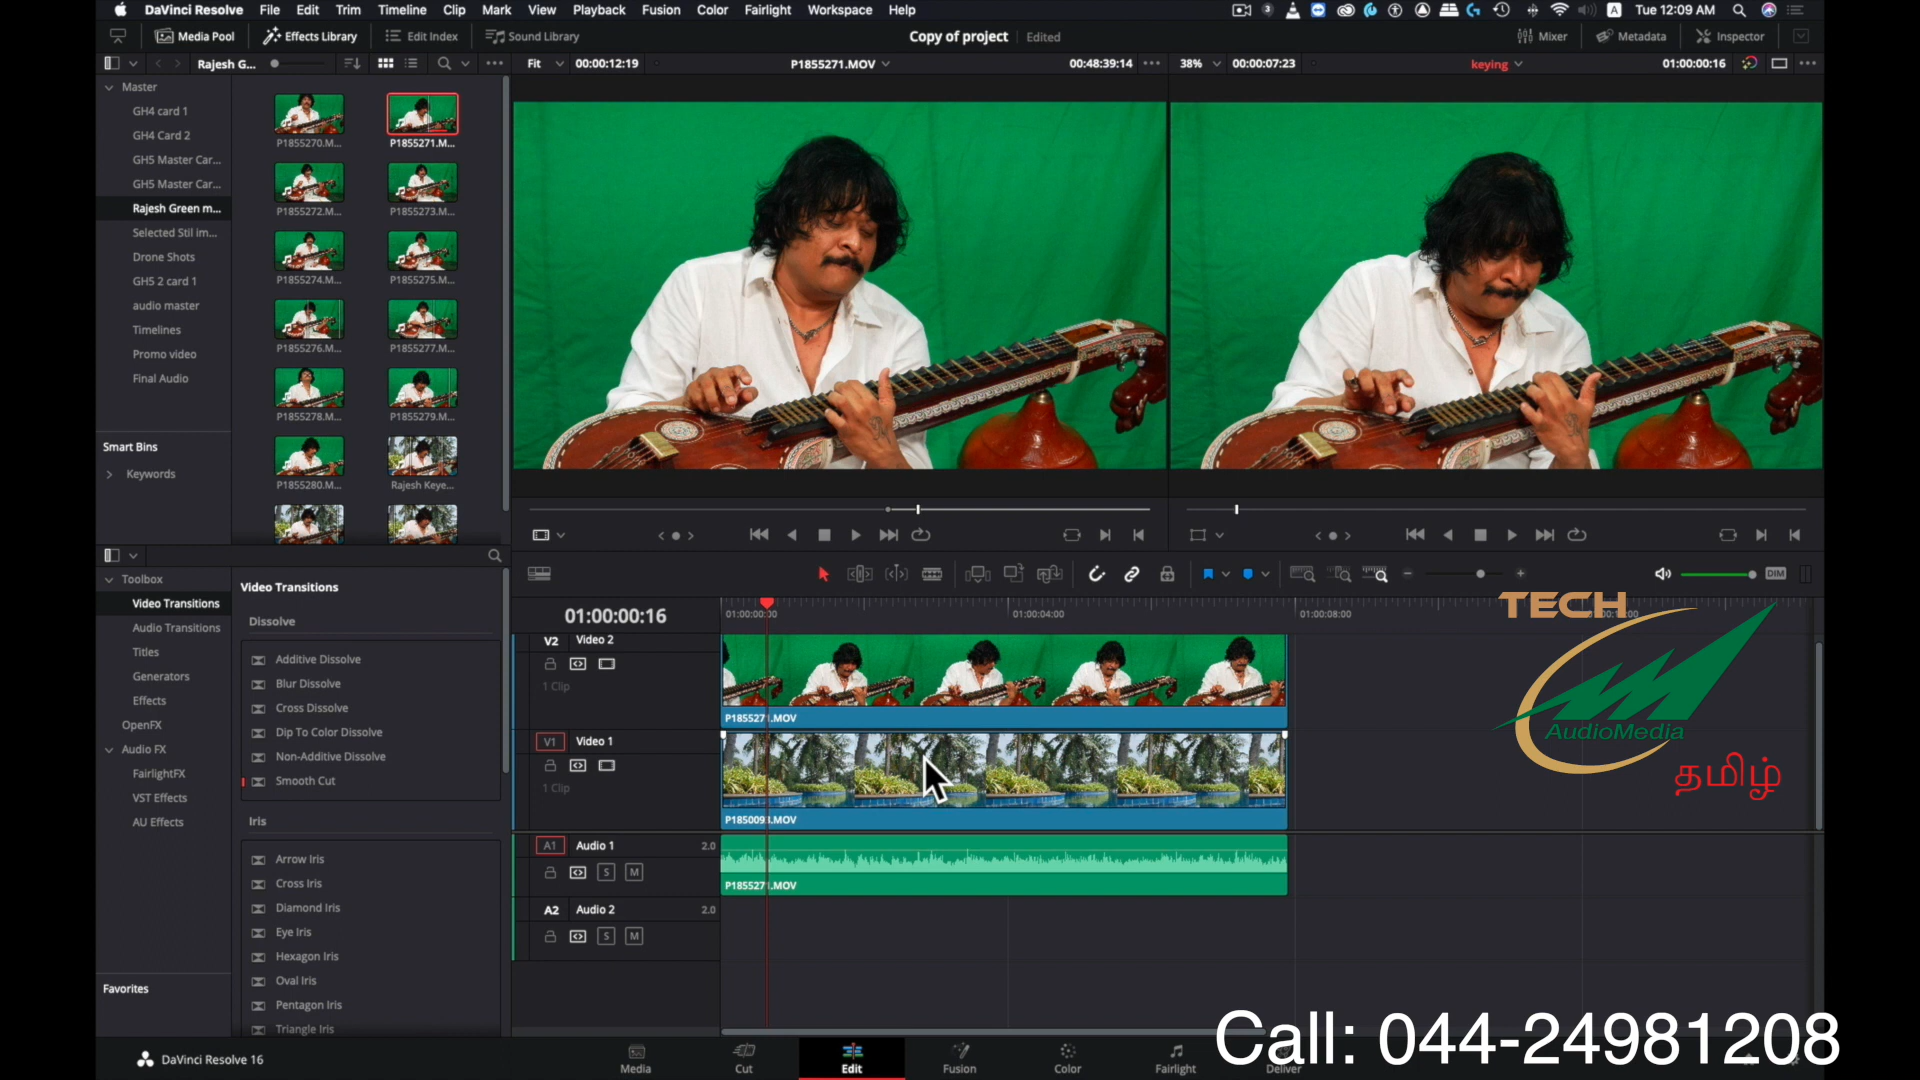 DaVinci Resolve File Edit Trim Timeline Clip Mark View Playback Fusion Color Fairlight Workspace Help
Tue 12:09 AM
Media Pool Effects Library Edit Index Sound Library
Copy of project Edited
Mixer Metadata Inspector
Rajesh G...
Fit 00:00:12:19 P1855271.MOV 00:48:39:14
38% 00:00:07:23 keying 01:00:00:16
Master
GH4 card 1
GH4 Card 2
GH5 Master Car...
GH5 Master Car...
Rajesh Green m...
Selected Stil im...
Drone Shots
GH5 2 card 1
audio master
Timelines
Promo video
Final Audio
Smart Bins
Keywords
P1855270.M... P1855271.M...
P1855272.M... P1855273.M...
P1855274.M... P1855275.M...
P1855276.M... P1855277.M...
P1855278.M... P1855279.M...
P1855280.M... Rajesh Keye...
Toolbox
Video Transitions
Audio Transitions
Titles
Generators
Effects
OpenFX
Audio FX
FairlightFX
VST Effects
AU Effects
Favorites
Video Transitions
Dissolve
Additive Dissolve
Blur Dissolve
Cross Dissolve
Dip To Color Dissolve
Non-Additive Dissolve
Smooth Cut
Iris
Arrow Iris
Cross Iris
Diamond Iris
Eye Iris
Hexagon Iris
Oval Iris
Pentagon Iris
Triangle Iris
DIM
01:00:00:16
01:00:00:00 01:00:04:00 01:00:08:00
V2 Video 2
1 Clip
P1855271.MOV
V1 Video 1
1 Clip
P1850093.MOV
A1 Audio 1 2.0
S M
P1855271.MOV
A2 Audio 2 2.0
S M
TECH
AudioMedia
தமிழ்
Call: 044-24981208
DaVinci Resolve 16
Media Cut Edit Fusion Color Fairlight Deliver